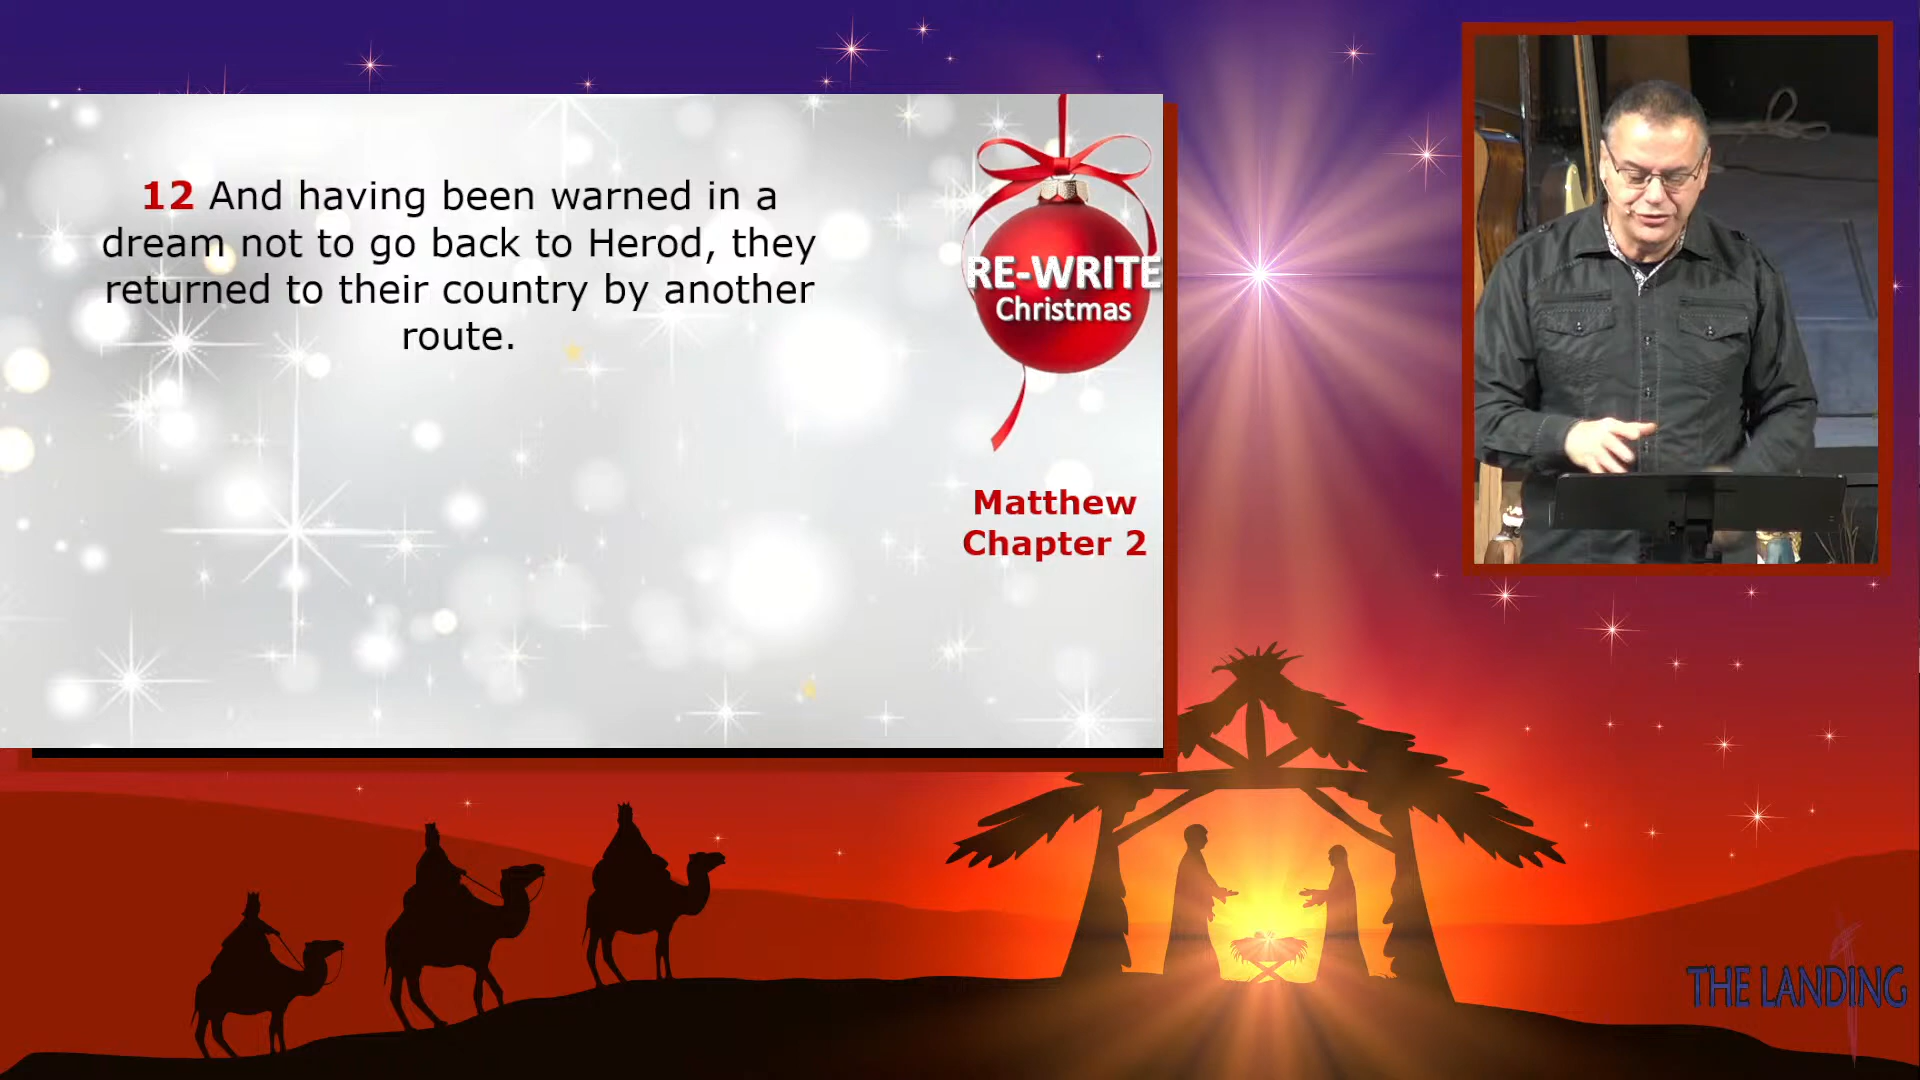 12 And having been warned in a
dream not to go back to Herod, they
returned to their country by another
route.
RE-WRITE
Christmas
Matthew
Chapter 2
THE LANDING